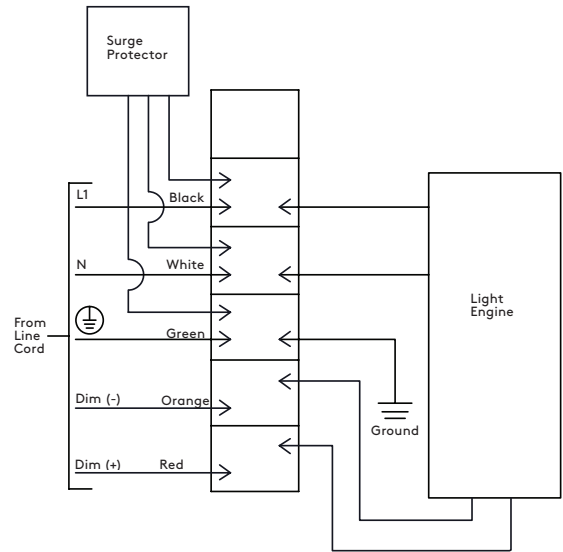 Surge
Protector
L1
Black
N
White
From
Line
Cord
Green
Dim (-)
Orange
Dim (+)
Red
Light
Engine
Ground